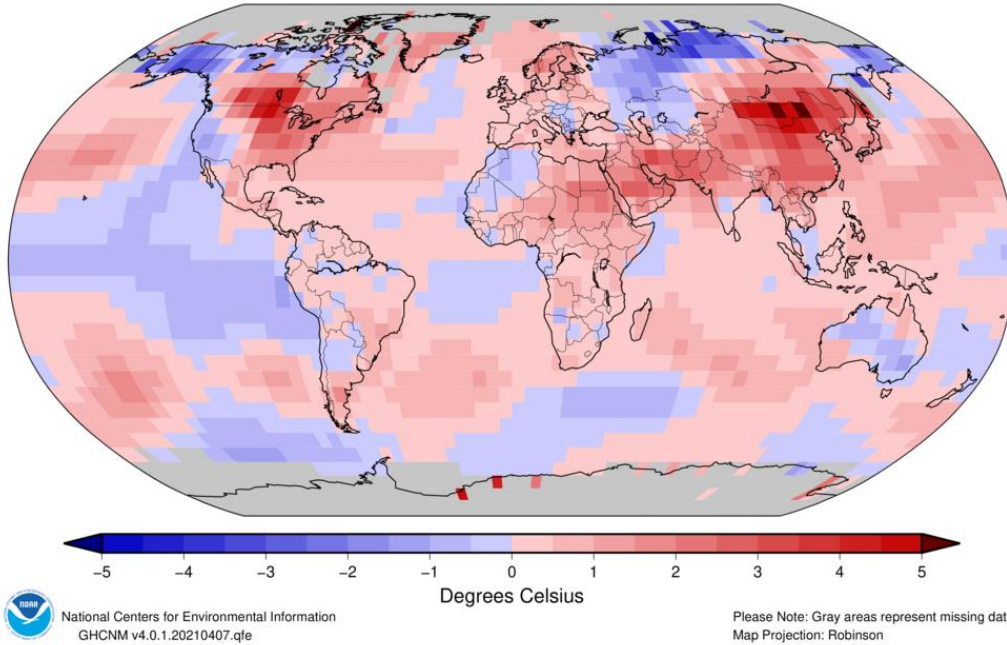 −5 −4 −3 −2 −1 0 1 2 3 4 5
Degrees Celsius
NOAA
National Centers for Environmental Information
GHCNM v4.0.1.20210407.qfe
Please Note: Gray areas represent missing dat
Map Projection: Robinson